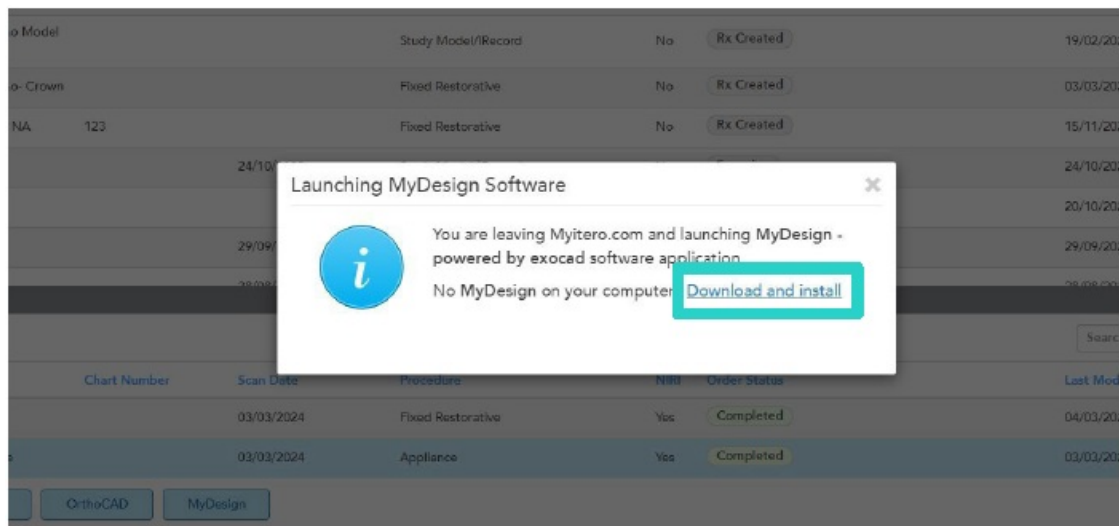 o Model
Study Model/iRecord No Rx Created 19/02/20
o- Crown Fixed Restorative No Rx Created 03/03/20
NA 123 Fixed Restorative No Rx Created 15/11/20
24/10/ 24/10/20
20/10/20
29/09/ 29/09/20
Launching MyDesign Software
You are leaving Myitero.com and launching MyDesign -
powered by exocad software application
No MyDesign on your computer Download and install
Searc
Chart Number Scan Date Procedure NIRI Order Status Last Mod
03/03/2024 Fixed Restorative Yes Completed 04/03/20
03/03/2024 Appliance Yes Completed 03/03/20
OrthoCAD MyDesign